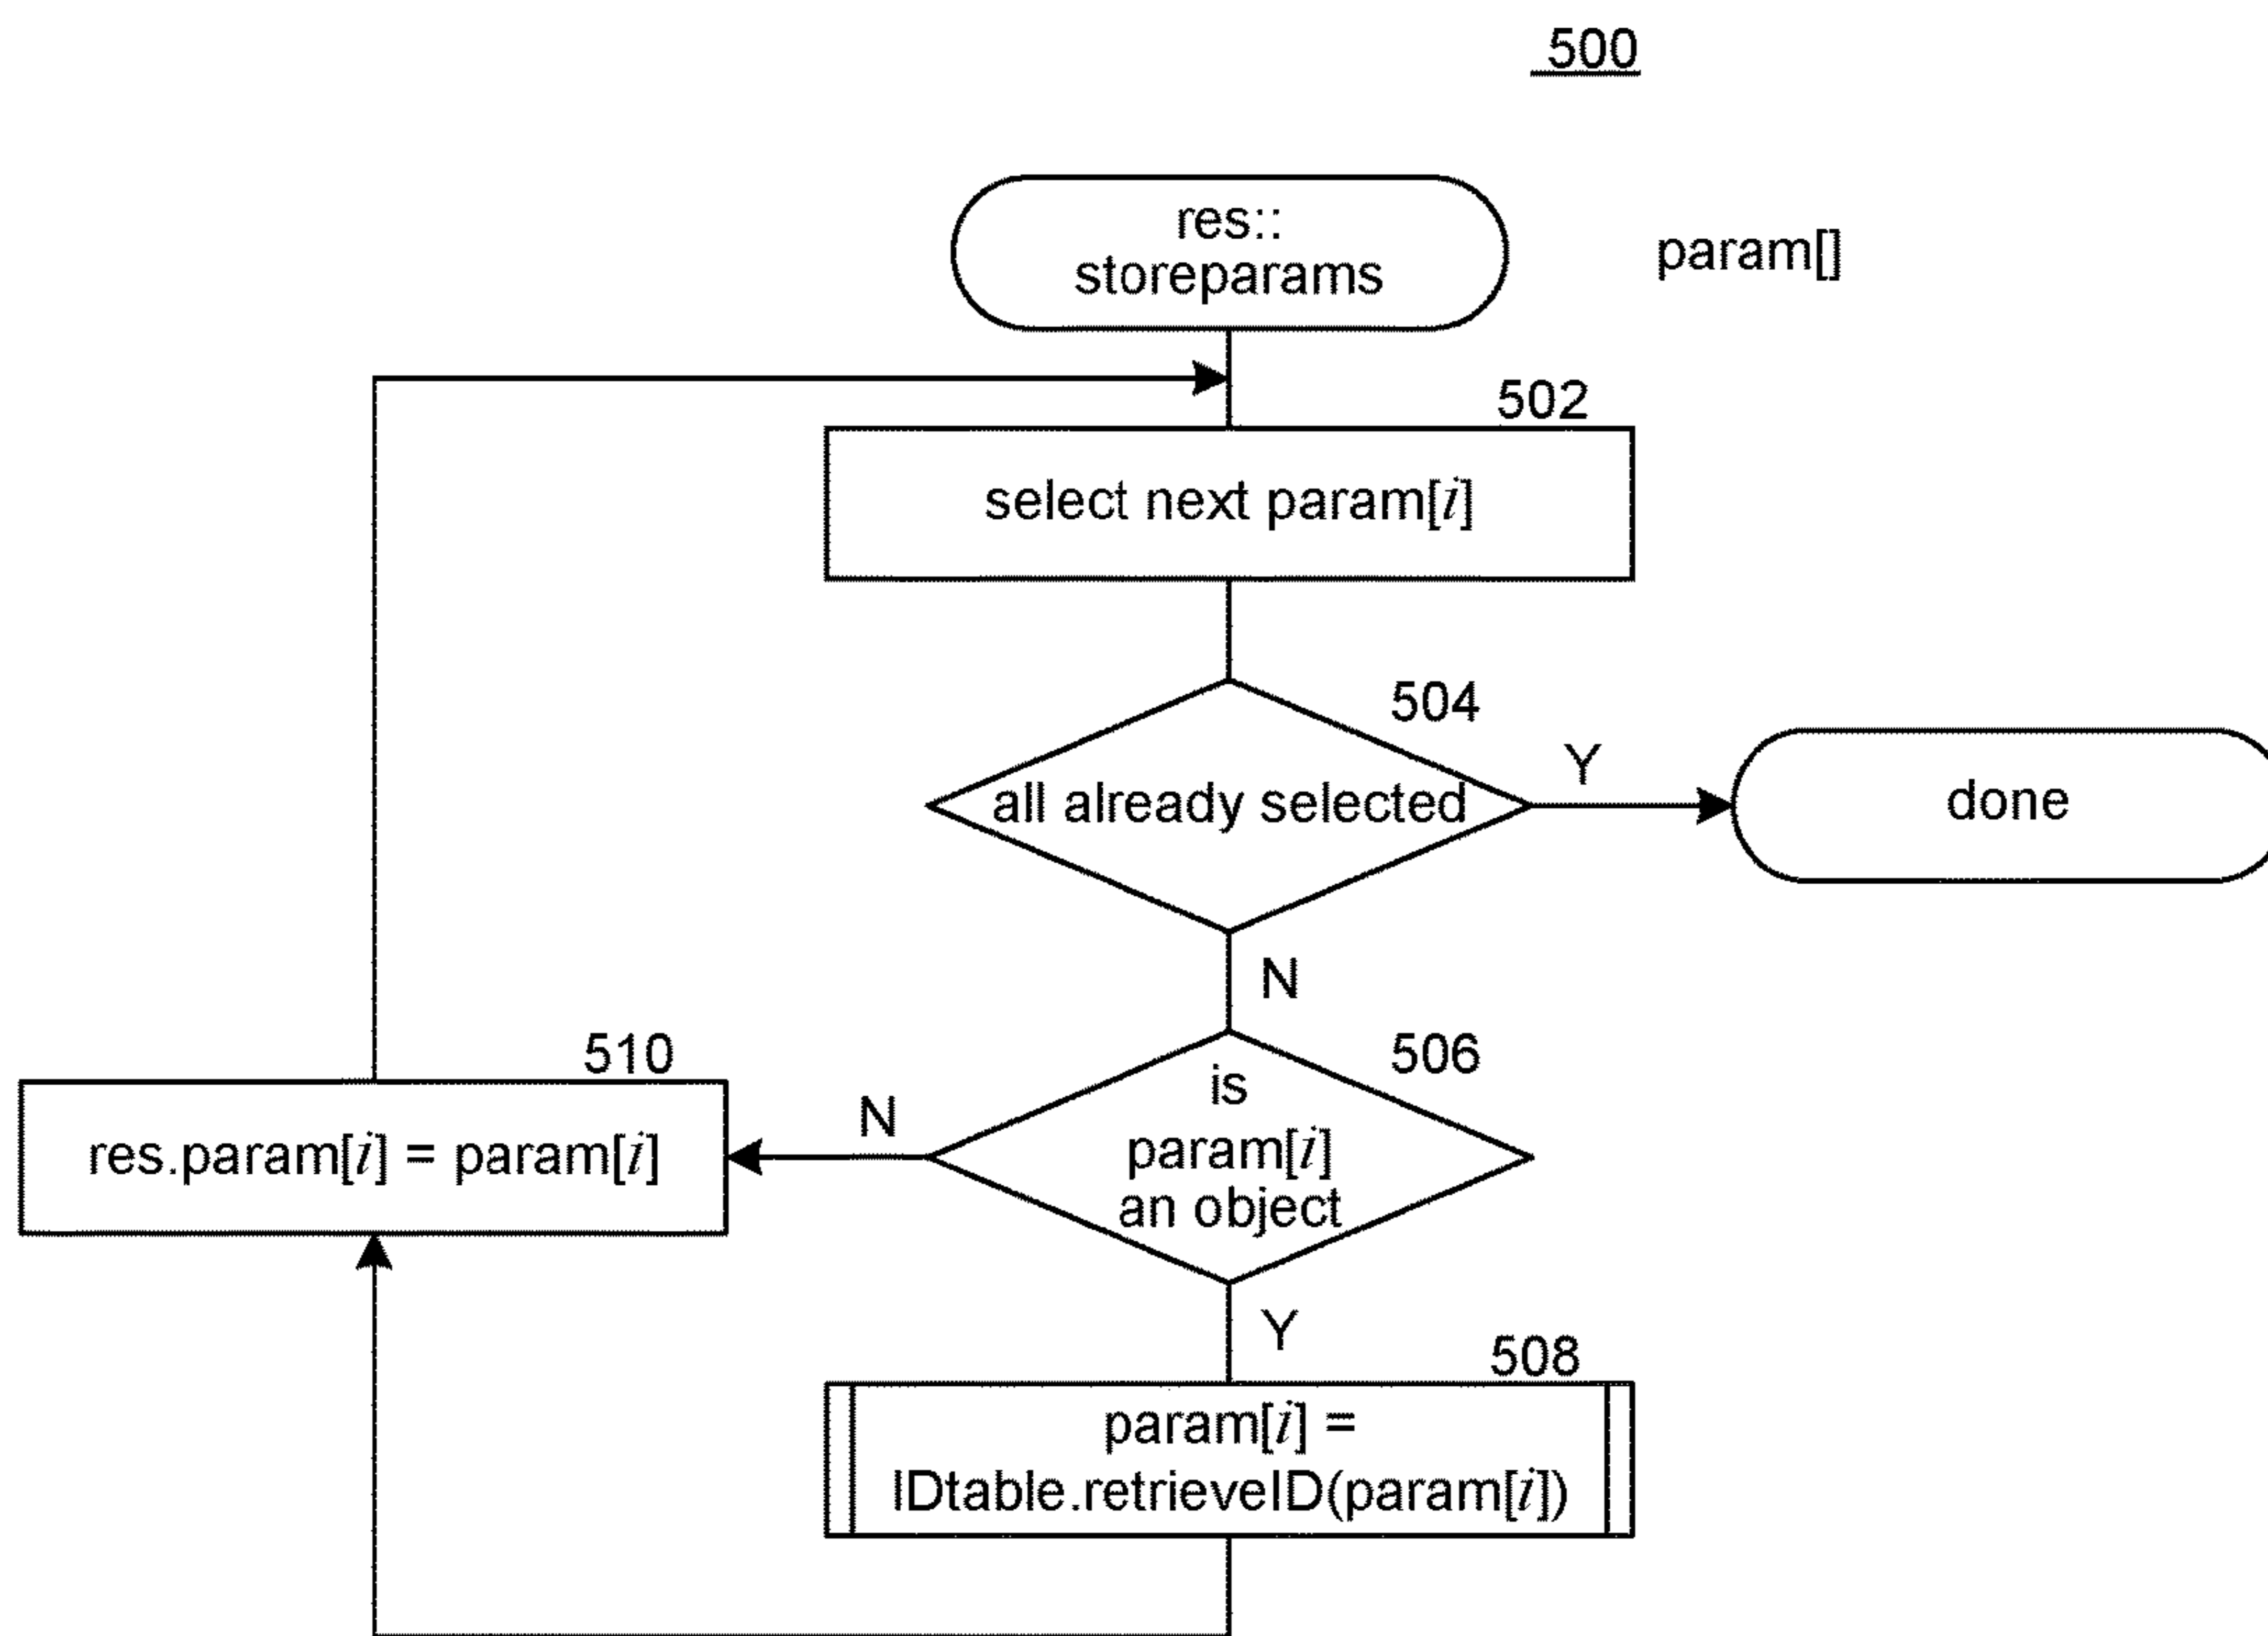 500
res::
storeparams
param[]
502
select next param[i]
504
all already selected
Y
done
N
506
is
param[i]
an object
N
510
res.param[i] = param[i]
Y
508
param[i] =
IDtable.retrieveID(param[i])